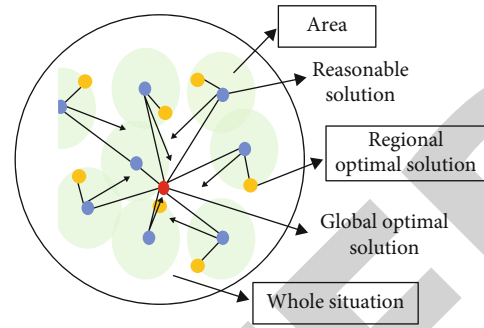 Area
Reasonable
solution
Regional
optimal solution
Global optimal
solution
Whole situation